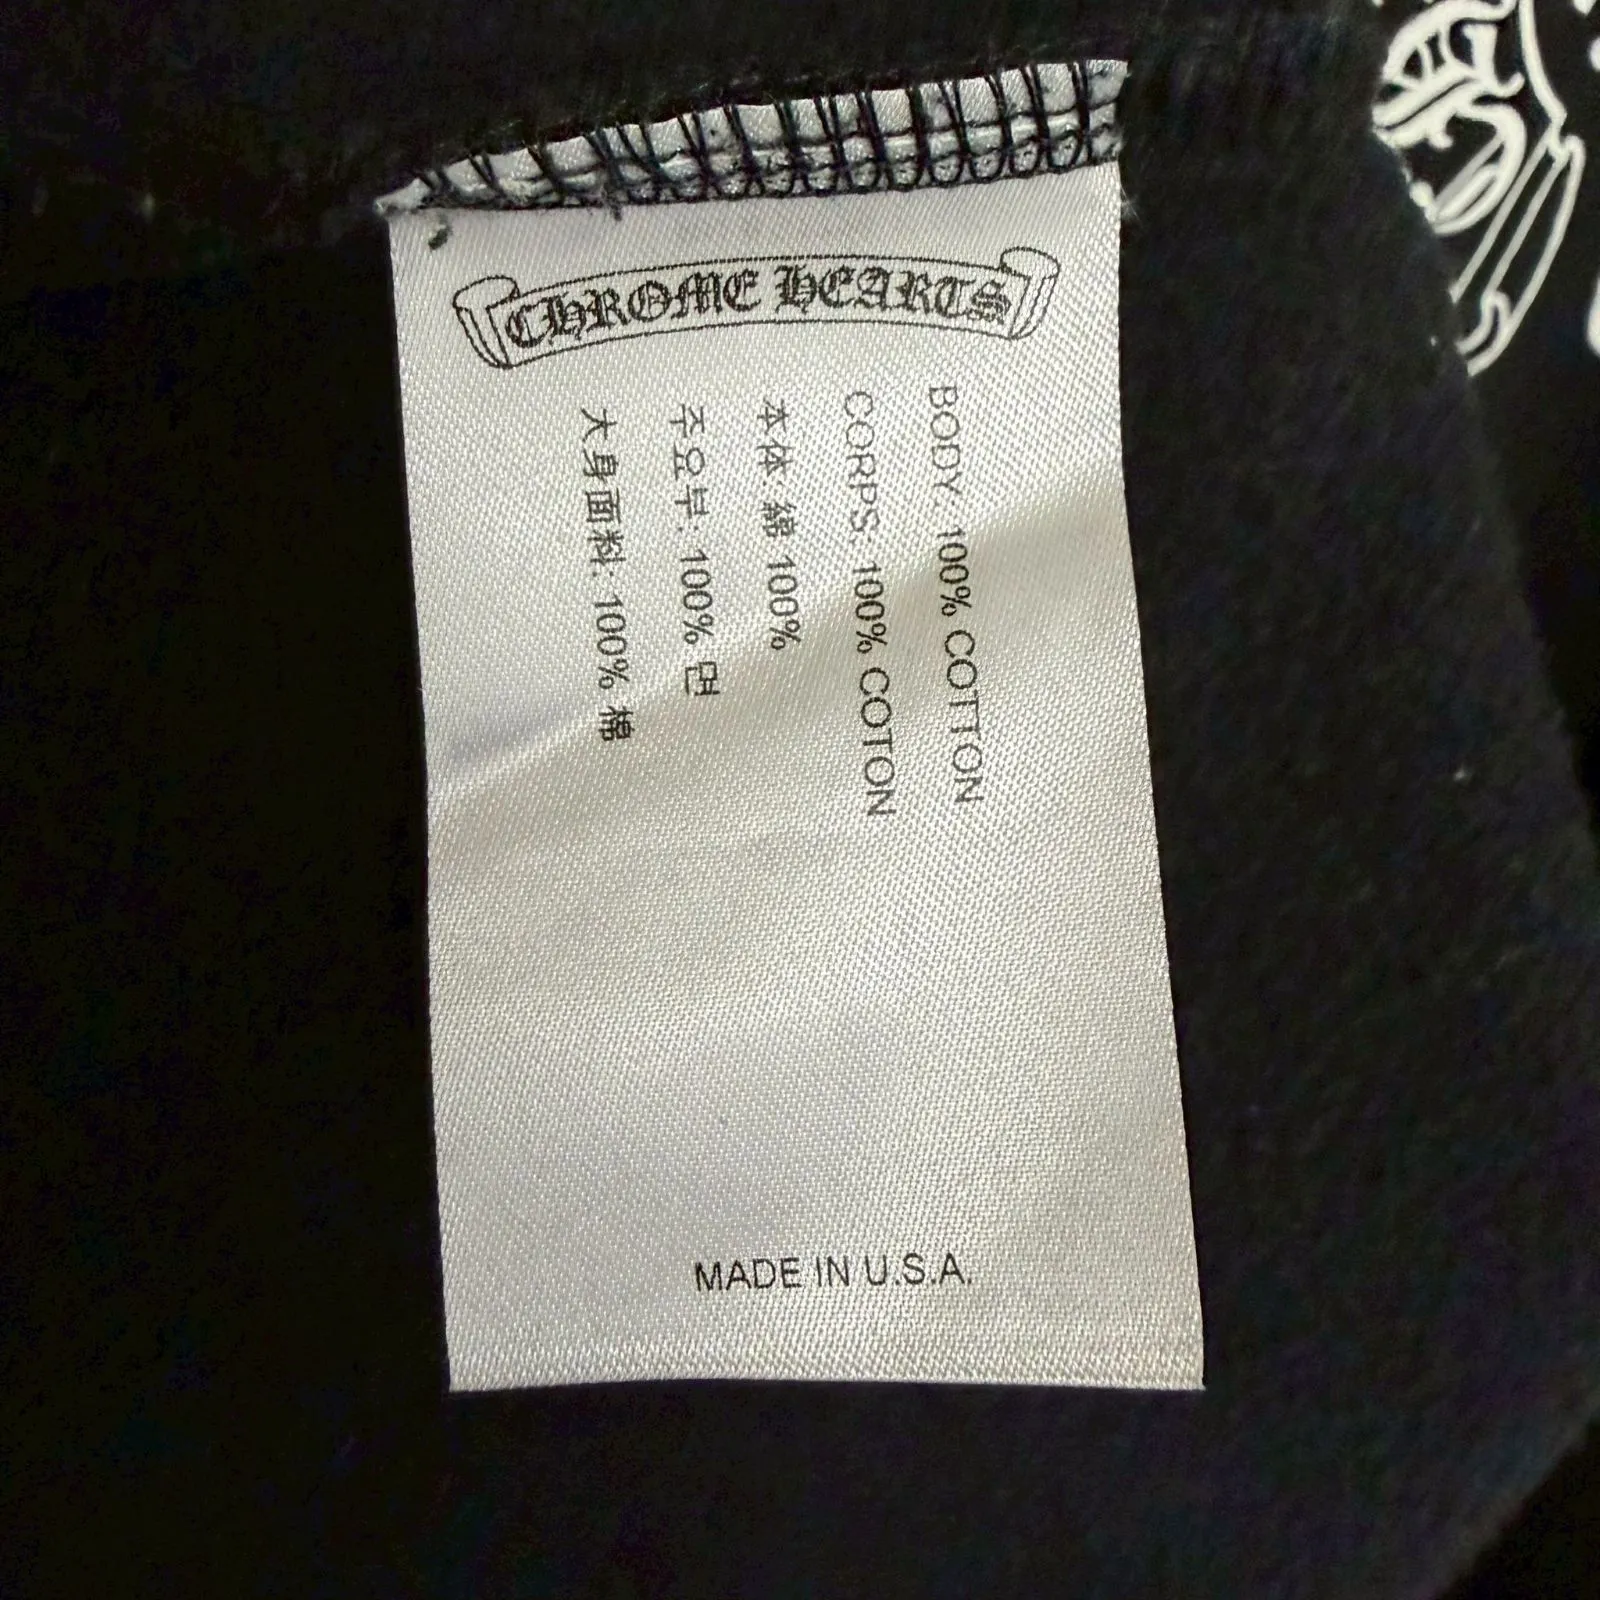 CHROME HEARTS
BODY: 100% COTTON
CORPS: 100% COTON
本体: 綿 100%
주요부: 100% 면
大身面料: 100% 棉
MADE IN U.S.A.